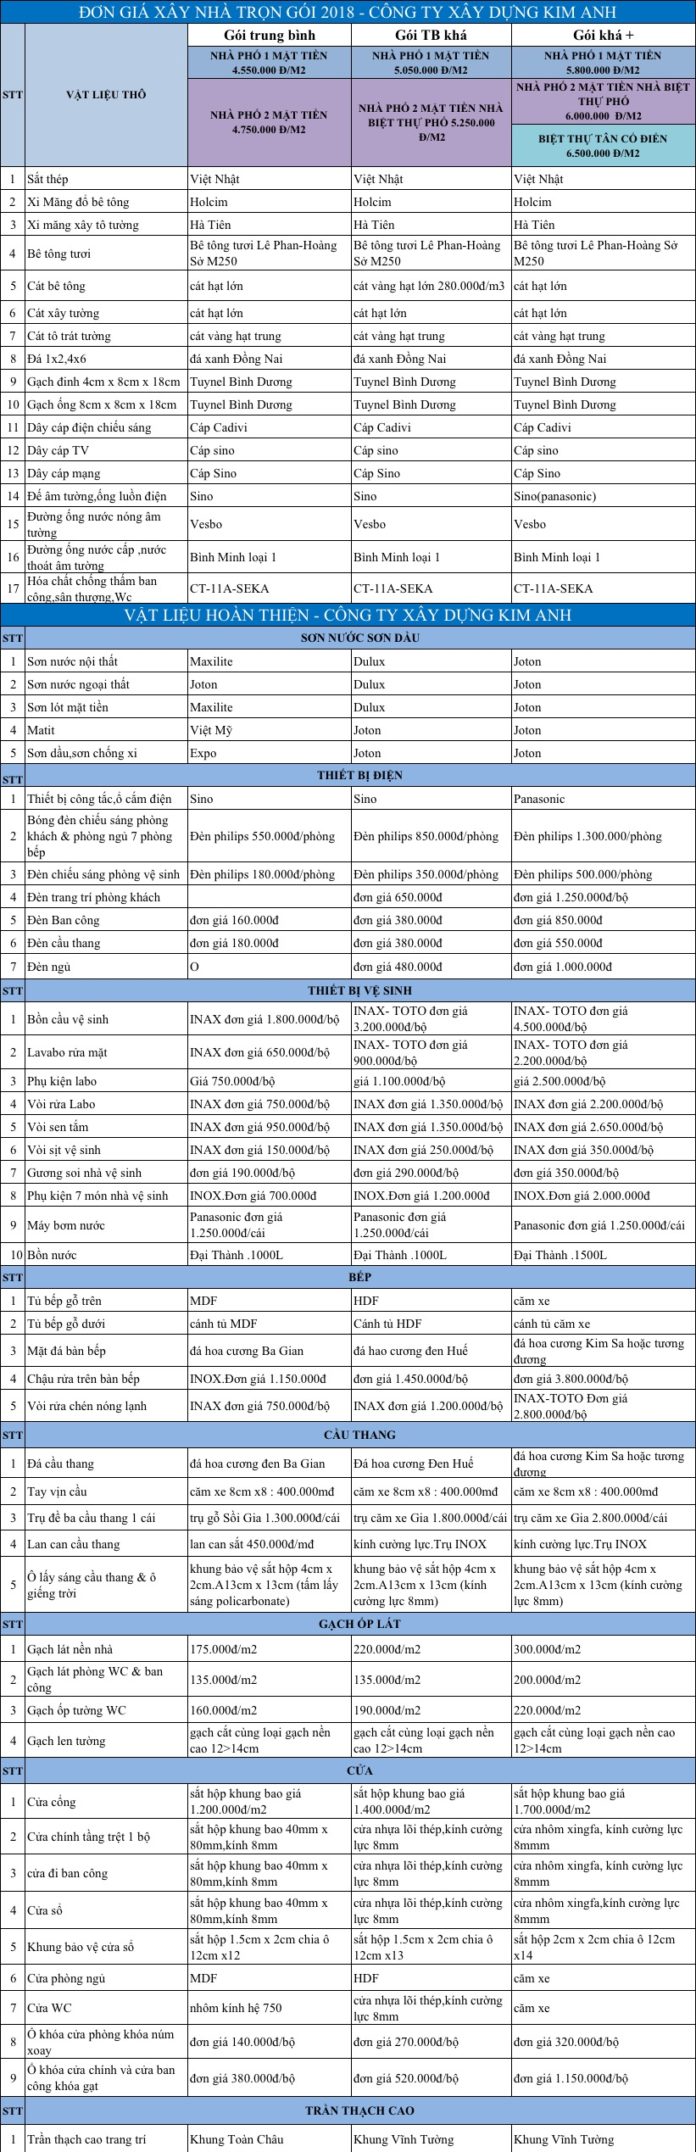 ĐƠN GIÁ XÂY NHÀ TRỌN GÓI 2018 - CÔNG TY XÂY DỰNG KIM ANH
STT VẬT LIỆU THÔ Gói trung bình Gói TB khá Gói khá +
NHÀ PHỐ 1 MẶT TIỀN 4.550.000 Đ/M2 NHÀ PHỐ 1 MẶT TIỀN 5.050.000 Đ/M2 NHÀ PHỐ 1 MẶT TIỀN 5.800.000 Đ/M2
NHÀ PHỐ 2 MẶT TIỀN 4.750.000 Đ/M2 NHÀ PHỐ 2 MẶT TIỀN NHÀ BIỆT THỰ PHỐ 5.250.000 Đ/M2 NHÀ PHỐ 2 MẶT TIỀN NHÀ BIỆT THỰ PHỐ 6.000.000 Đ/M2
BIỆT THỰ TÂN CỔ ĐIỂN 6.500.000 Đ/M2
1 Sắt thép Việt Nhật Việt Nhật Việt Nhật
2 Xi Măng đổ bê tông Holcim Holcim Holcim
3 Xi măng xây tô tường Hà Tiên Hà Tiên Hà Tiên
4 Bê tông tươi Bê tông tươi Lê Phan-Hoàng Sở M250 Bê tông tươi Lê Phan-Hoàng Sở M250 Bê tông tươi Lê Phan-Hoàng Sở M250
5 Cát bê tông cát hạt lớn cát vàng hạt lớn 280.000đ/m3 cát hạt lớn
6 Cát xây tường cát hạt lớn cát hạt lớn cát hạt lớn
7 Cát tô trát tường cát vàng hạt trung cát vàng hạt trung cát vàng hạt trung
8 Đá 1x2,4x6 đá xanh Đồng Nai đá xanh Đồng Nai đá xanh Đồng Nai
9 Gạch đinh 4cm x 8cm x 18cm Tuynel Bình Dương Tuynel Bình Dương Tuynel Bình Dương
10 Gạch ống 8cm x 8cm x 18cm Tuynel Bình Dương Tuynel Bình Dương Tuynel Bình Dương
11 Dây cáp điện chiếu sáng Cáp Cadivi Cáp Cadivi Cáp Cadivi
12 Dây cáp TV Cáp sino Cáp sino Cáp sino
13 Dây cáp mạng Cáp Sino Cáp Sino Cáp Sino
14 Đế âm tường,ống luồn điện Sino Sino Sino(panasonic)
15 Đường ống nước nóng âm tường Vesbo Vesbo Vesbo
16 Đường ống nước cấp ,nước thoát âm tường Bình Minh loại 1 Bình Minh loại 1 Bình Minh loại 1
17 Hóa chất chống thấm ban công,sân thượng,Wc CT-11A-SEKA CT-11A-SEKA CT-11A-SEKA
VẬT LIỆU HOÀN THIỆN - CÔNG TY XÂY DỰNG KIM ANH
STT SƠN NƯỚC SƠN DẦU
1 Sơn nước nội thất Maxilite Dulux Joton
2 Sơn nước ngoại thất Joton Dulux Joton
3 Sơn lót mặt tiền Maxilite Dulux Joton
4 Matit Việt Mỹ Joton Joton
5 Sơn dầu,sơn chống xi Expo Joton Joton
STT THIẾT BỊ ĐIỆN
1 Thiết bị công tắc,ổ cắm điện Sino Sino Panasonic
2 Bóng đèn chiếu sáng phòng khách & phòng ngủ 7 phòng bếp Đèn philips 550.000đ/phòng Đèn philips 850.000đ/phòng Đèn philips 1.300.000/phòng
3 Đèn chiếu sáng phòng vệ sinh Đèn philips 180.000đ/phòng Đèn philips 350.000đ/phòng Đèn philips 500.000/phòng
4 Đèn trang trí phòng khách đơn giá 650.000đ đơn giá 1.250.000đ/bộ
5 Đèn Ban công đơn giá 160.000đ đơn giá 380.000đ đơn giá 850.000đ
6 Đèn cầu thang đơn giá 180.000đ đơn giá 380.000đ đơn giá 550.000đ
7 Đèn ngủ O đơn giá 480.000đ đơn giá 1.000.000đ
STT THIẾT BỊ VỆ SINH
1 Bồn cầu vệ sinh INAX đơn giá 1.800.000đ/bộ INAX- TOTO đơn giá 3.200.000đ/bộ INAX- TOTO đơn giá 4.500.000đ/bộ
2 Lavabo rửa mặt INAX đơn giá 650.000đ INAX- TOTO đơn giá 900.000đ/bộ INAX- TOTO đơn giá 2.200.000đ/bộ
3 Phụ kiện labo Giá 750.000đ/bộ giá 1.100.000đ/bộ giá 2.500.000đ/bộ
4 Vòi rửa Labo INAX đơn giá 750.000đ/bộ INAX đơn giá 1.350.000đ/bộ INAX đơn giá 2.200.000đ/bộ
5 Vòi sen tắm INAX đơn giá 950.000đ/bộ INAX đơn giá 1.350.000đ/bộ INAX đơn giá 2.650.000đ/bộ
6 Vòi sịt vệ sinh INAX đơn giá 150.000đ/bộ INAX đơn giá 250.000đ/bộ INAX đơn giá 350.000đ/bộ
7 Gương soi nhà vệ sinh đơn giá 190.000đ/bộ đơn giá 290.000đ/bộ đơn giá 350.000đ/bộ
8 Phụ kiện 7 món nhà vệ sinh INOX.Đơn giá 700.000đ INOX.Đơn giá 1.200.000đ INOX.Đơn giá 2.000.000đ
9 Máy bơm nước Panasonic đơn giá 1.250.000đ/cái Panasonic đơn giá 1.250.000đ/cái Panasonic đơn giá 1.250.000đ/cái
10 Bồn nước Đại Thành .1000L Đại Thành .1000L Đại Thành .1500L
STT BẾP
1 Tủ bếp gỗ trên MDF HDF căm xe
2 Tủ bếp gỗ dưới cánh tủ MDF Cánh tủ HDF cánh tủ căm xe
3 Mặt đá bàn bếp đá hoa cương Ba Gian đá hao cương đen Huế đá hoa cương Kim Sa hoặc tương đương
4 Chậu rửa trên bàn bếp INOX.Đơn giá 1.150.000đ đơn giá 1.450.000đ/bộ đơn giá 3.800.000đ/bộ
5 Vòi rửa chén nóng lạnh INAX đơn giá 750.000đ/bộ INAX đơn giá 1.200.000đ/bộ INAX-TOTO Đơn giá 2.800.000đ/bộ
STT CẦU THANG
1 Đá cầu thang đá hoa cương đen Ba Gian Đá hoa cương Đen Huế đá hoa cương Kim Sa hoặc tương đương
2 Tay vịn cầu căm xe 8cm x8 : 400.000mđ căm xe 8cm x8 : 400.000mđ căm xe 8cm x8 : 400.000mđ
3 Trụ đề ba cầu thang 1 cái trụ gỗ Sồi Gia 1.300.000đ/cái trụ căm xe Gia 1.800.000đ/cái trụ căm xe Gia 2.800.000đ/cái
4 Lan can cầu thang lan can sắt 450.000đ/mđ kính cường lực.Trụ INOX kính cường lực.Trụ INOX
5 Ô lấy sáng cầu thang & ô giếng trời khung bảo vệ sắt hộp 4cm x 2cm.A13cm x 13cm (tấm lấy sáng policarbonate) khung bảo vệ sắt hộp 4cm x 2cm.A13cm x 13cm (kính cường lực 8mm) khung bảo vệ sắt hộp 4cm x 2cm.A13cm x 13cm (kính cường lực 8mm)
STT GẠCH ỐP LÁT
1 Gạch lát nền nhà 175.000đ/m2 220.000đ/m2 300.000đ/m2
2 Gạch lát phòng WC & ban công 135.000đ/m2 135.000đ/m2 200.000đ/m2
3 Gạch ốp tường WC 160.000đ/m2 190.000đ/m2 220.000đ/m2
4 Gạch len tường gạch cắt cùng loại gạch nền cao 12>14cm gạch cắt cùng loại gạch nền cao 12>14cm gạch cắt cùng loại gạch nền cao 12>14cm
STT CỬA
1 Cửa cổng sắt hộp khung bao giá 1.200.000đ/m2 sắt hộp khung bao giá 1.400.000đ/m2 sắt hộp khung bao giá 1.700.000đ/m2
2 Cửa chính tầng trệt 1 bộ sắt hộp khung bao 40mm x 80mm,kính 8mm cửa nhựa lõi thép,kính cường lực 8mm cửa nhôm xingfa, kính cường lực 8mmm
3 cửa đi ban công sắt hộp khung bao 40mm x 80mm,kính 8mm cửa nhựa lõi thép,kính cường lực 8mm cửa nhôm xingfa, kính cường lực 8mmm
4 Cửa sổ sắt hộp khung bao 40mm x 80mm,kính 8mm cửa nhựa lõi thép,kính cường lực 8mm cửa nhôm xingfa,kính cường lực 8mmm
5 Khung bảo vệ cửa sổ sắt hộp 1.5cm x 2cm chia ô 12cm x12 sắt hộp 1.5cm x 2cm chia ô 12cm x13 sắt hộp 2cm x 2cm chia ô 12cm x14
6 Cửa phòng ngủ MDF HDF căm xe
7 Cửa WC nhôm kính hệ 750 cửa nhựa lõi thép,kính cường lực 8mm căm xe
8 Ô khóa cửa phòng khóa núm xoay đơn giá 140.000đ/bộ đơn giá 270.000đ/bộ đơn giá 320.000đ/bộ
9 Ô khóa cửa chính và cửa ban công khóa gạt đơn giá 380.000đ/bộ đơn giá 520.000đ/bộ đơn giá 1.150.000đ/bộ
STT TRẦN THẠCH CAO
1 Trần thạch cao trang trí Khung Toàn Châu Khung Vĩnh Tường Khung Vĩnh Tường